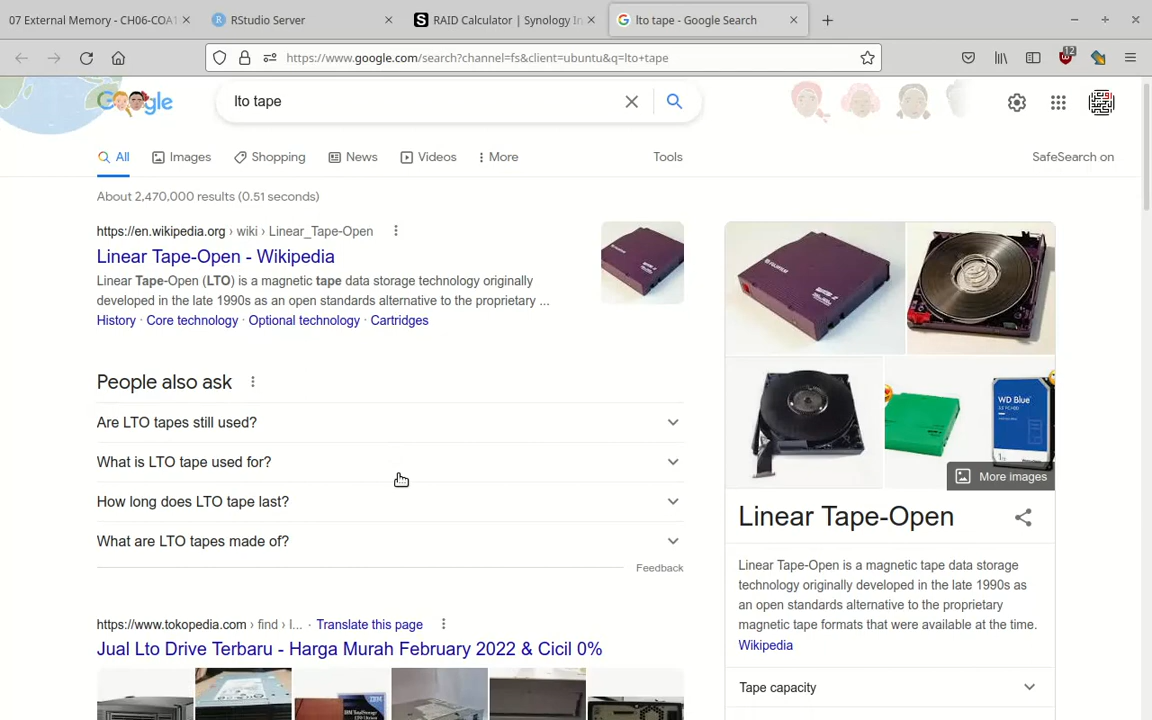 07 External Memory - CH06-COA1
RStudio Server
RAID Calculator | Synology In
lto tape - Google Search
https://www.google.com/search?channel=fs&client=ubuntu&q=lto+tape
12
Google
lto tape
All
Images
Shopping
News
Videos
More
Tools
SafeSearch on
About 2,470,000 results (0.51 seconds)
https://en.wikipedia.org › wiki › Linear_Tape-Open
Linear Tape-Open - Wikipedia
Linear Tape-Open (LTO) is a magnetic tape data storage technology originally
developed in the late 1990s as an open standards alternative to the proprietary ...
History · Core technology · Optional technology · Cartridges
People also ask
Are LTO tapes still used?
What is LTO tape used for?
How long does LTO tape last?
What are LTO tapes made of?
Feedback
https://www.tokopedia.com › find › l... · Translate this page
Jual Lto Drive Terbaru - Harga Murah February 2022 & Cicil 0%
WD Blue
More images
Linear Tape-Open
Linear Tape-Open is a magnetic tape data storage
technology originally developed in the late 1990s as
an open standards alternative to the proprietary
magnetic tape formats that were available at the time.
Wikipedia
Tape capacity